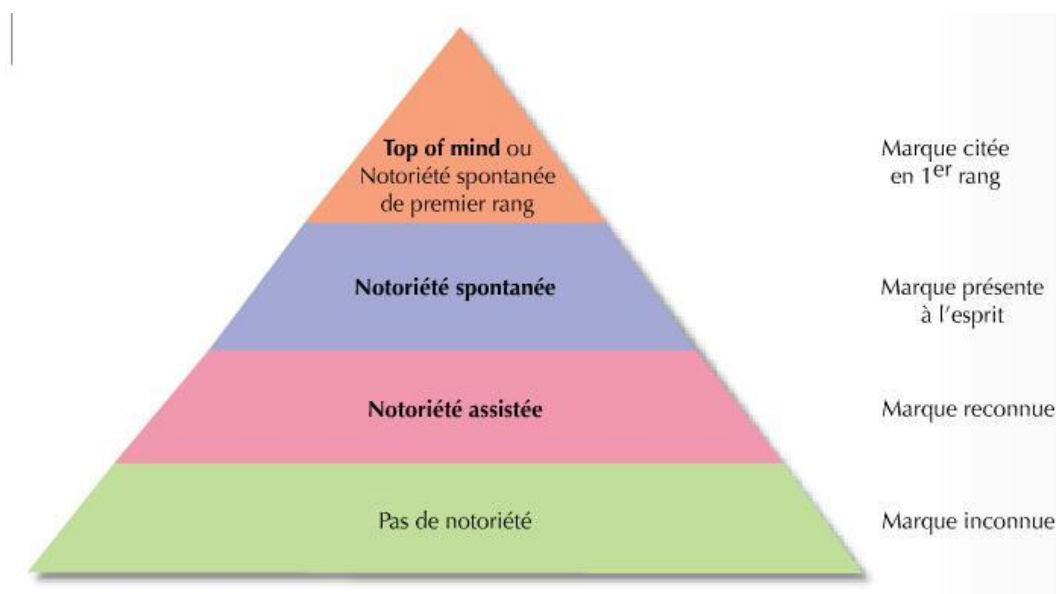 Top of mind ou
Notoriété spontanée
de premier rang
Marque citée
en 1er rang
Notoriété spontanée
Marque présente
à l'esprit
Notoriété assistée
Marque reconnue
Pas de notoriété
Marque inconnue